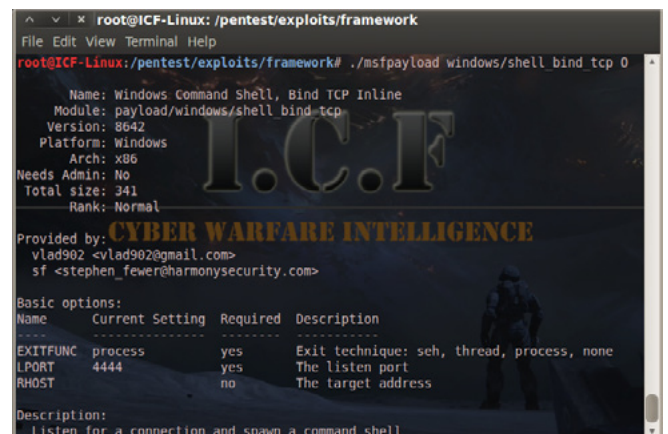 root@ICF-Linux: /pentest/exploits/framework
File Edit View Terminal Help
root@ICF-Linux:/pentest/exploits/framework# ./msfpayload windows/shell_bind_tcp O
Name: Windows Command Shell, Bind TCP Inline
Module: payload/windows/shell_bind_tcp
Version: 8642
Platform: Windows
Arch: x86
Needs Admin: No
Total size: 341
Rank: Normal
I.C.F
CYBER WARFARE INTELLIGENCE
Provided by:
vlad902 <vlad902@gmail.com>
sf <stephen_fewer@harmonysecurity.com>
Basic options:
Name Current Setting Required Description
---- --------------- -------- -----------
EXITFUNC process yes Exit technique: seh, thread, process, none
LPORT 4444 yes The listen port
RHOST no The target address
Description:
Listen for a connection and spawn a command shell